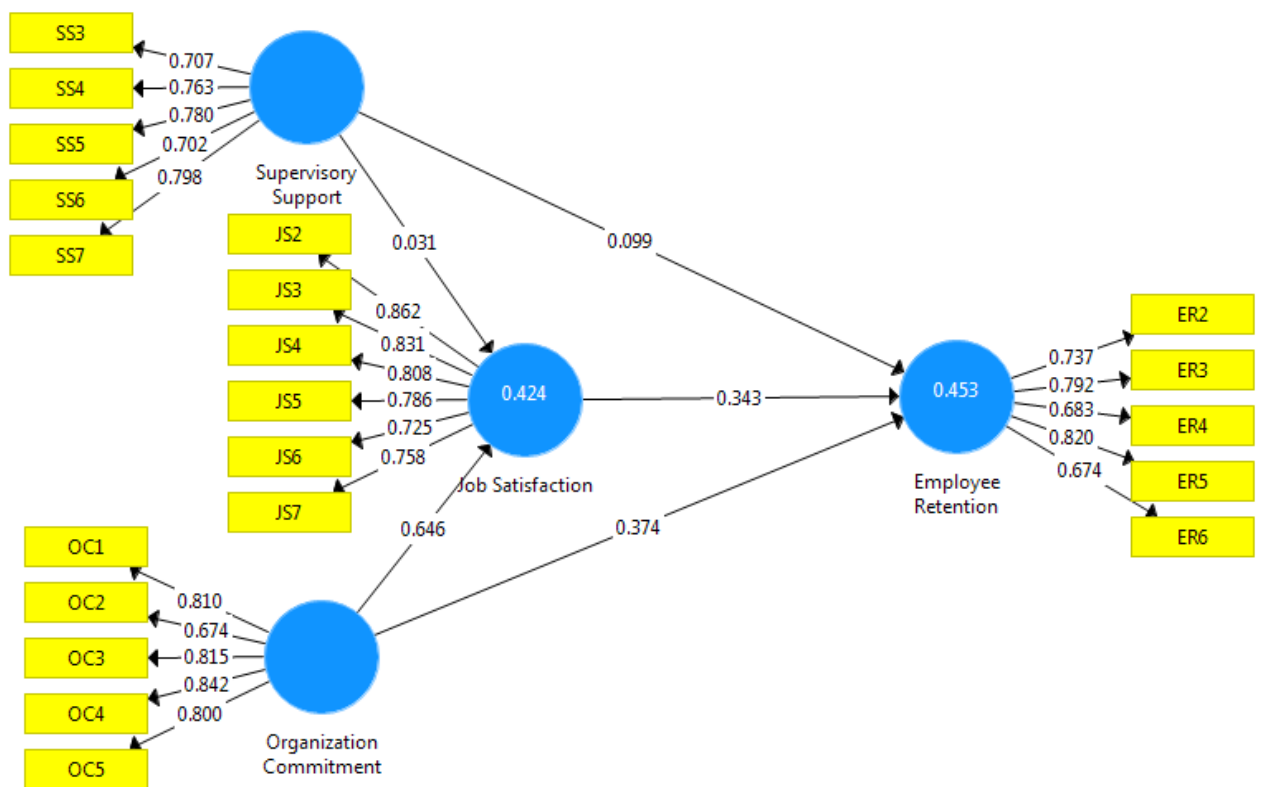 SS3
0.707
SS4
0.763
SS5
0.780
SS6
0.702
SS7
0.798
Supervisory
Support
0.031
0.099
JS2
0.862
JS3
0.831
JS4
0.808
JS5
0.786
JS6
0.725
JS7
0.758
0.424
Job Satisfaction
0.343
0.453
Employee
Retention
ER2
0.737
ER3
0.792
ER4
0.683
ER5
0.820
ER6
0.674
0.646
0.374
OC1
0.810
OC2
0.674
OC3
0.815
OC4
0.842
OC5
0.800
Organization
Commitment